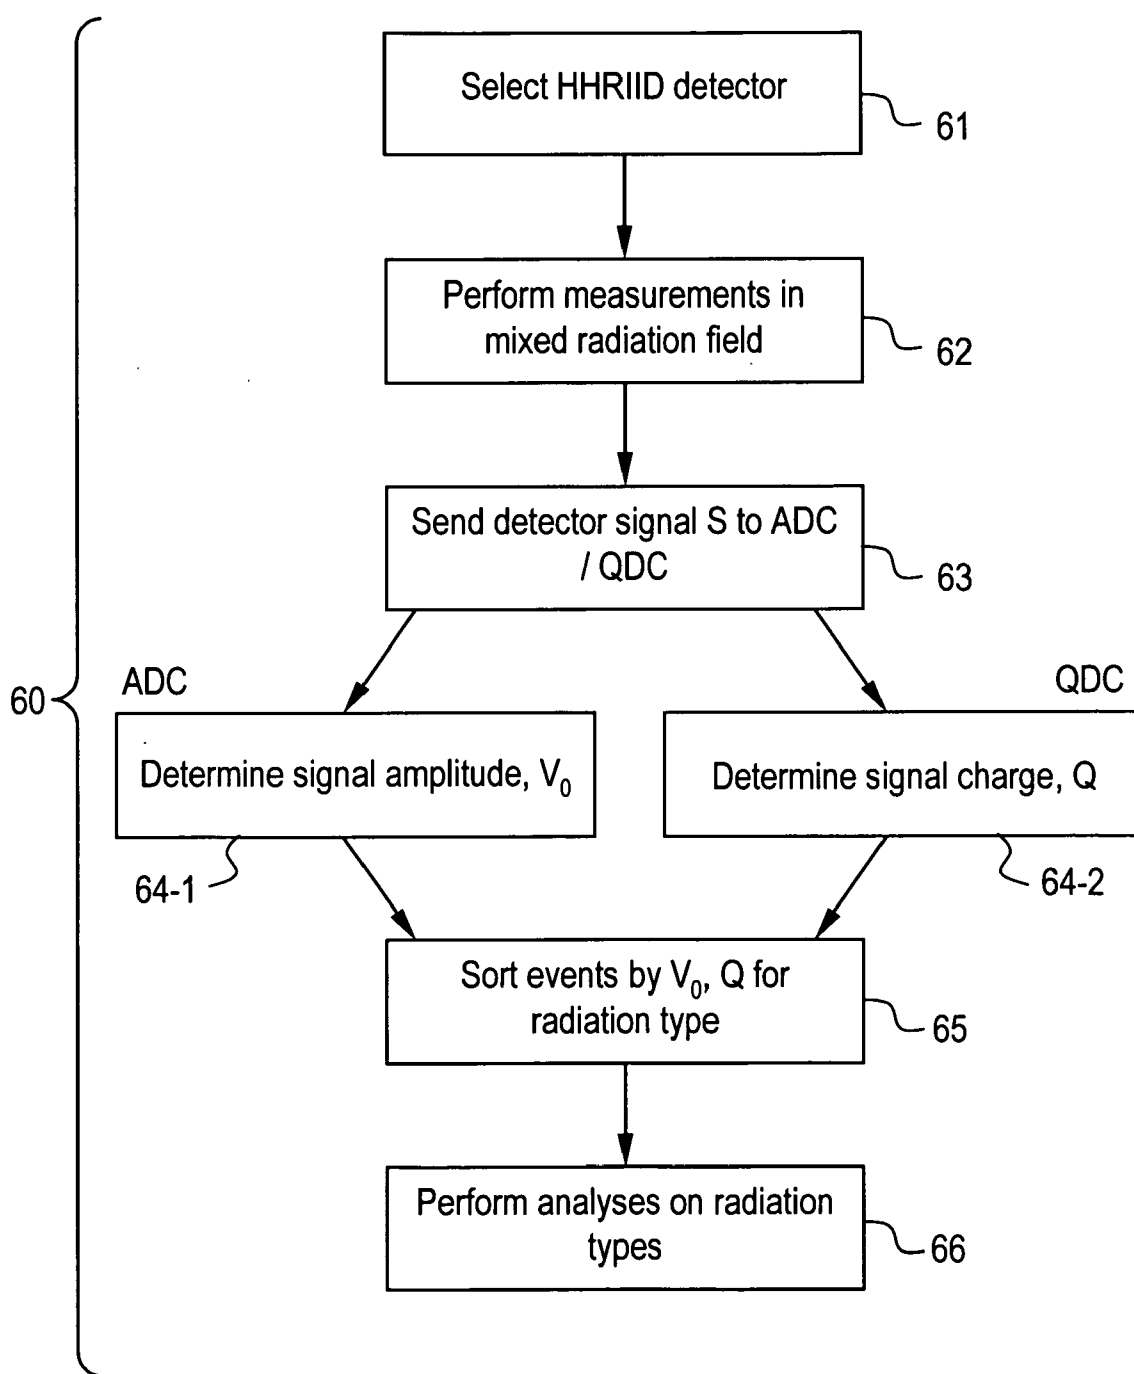 Select HHRIID detector
61
Perform measurements in
mixed radiation field
62
Send detector signal S to ADC
/ QDC
63
60
ADC
QDC
Determine signal amplitude, V₀
Determine signal charge, Q
64-1
64-2
Sort events by V₀, Q for
radiation type
65
Perform analyses on radiation
types
66